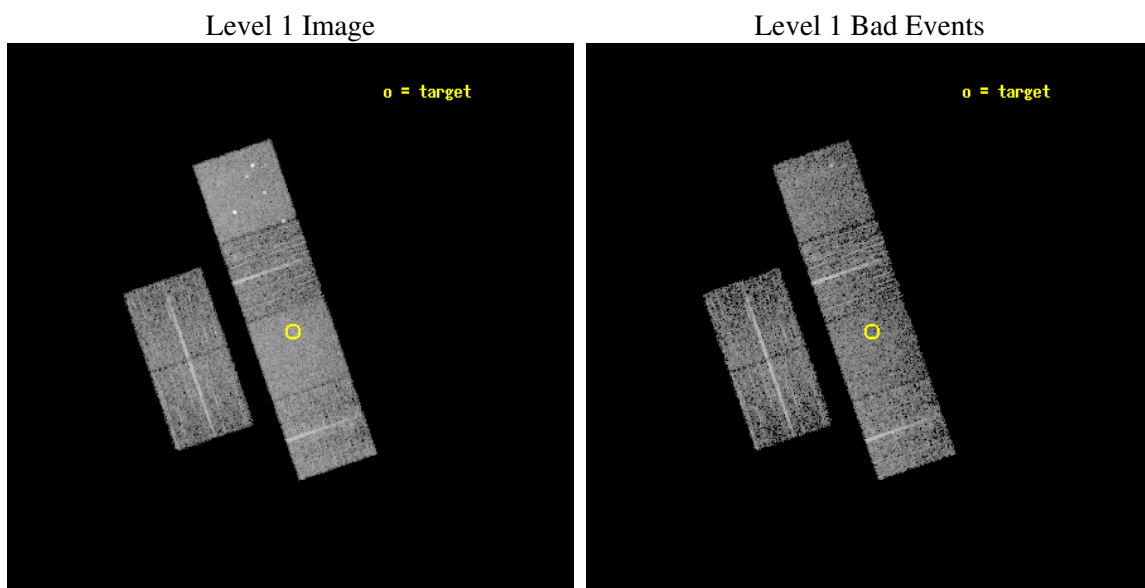 Level 1 Image
Level 1 Bad Events
o = target
o = target